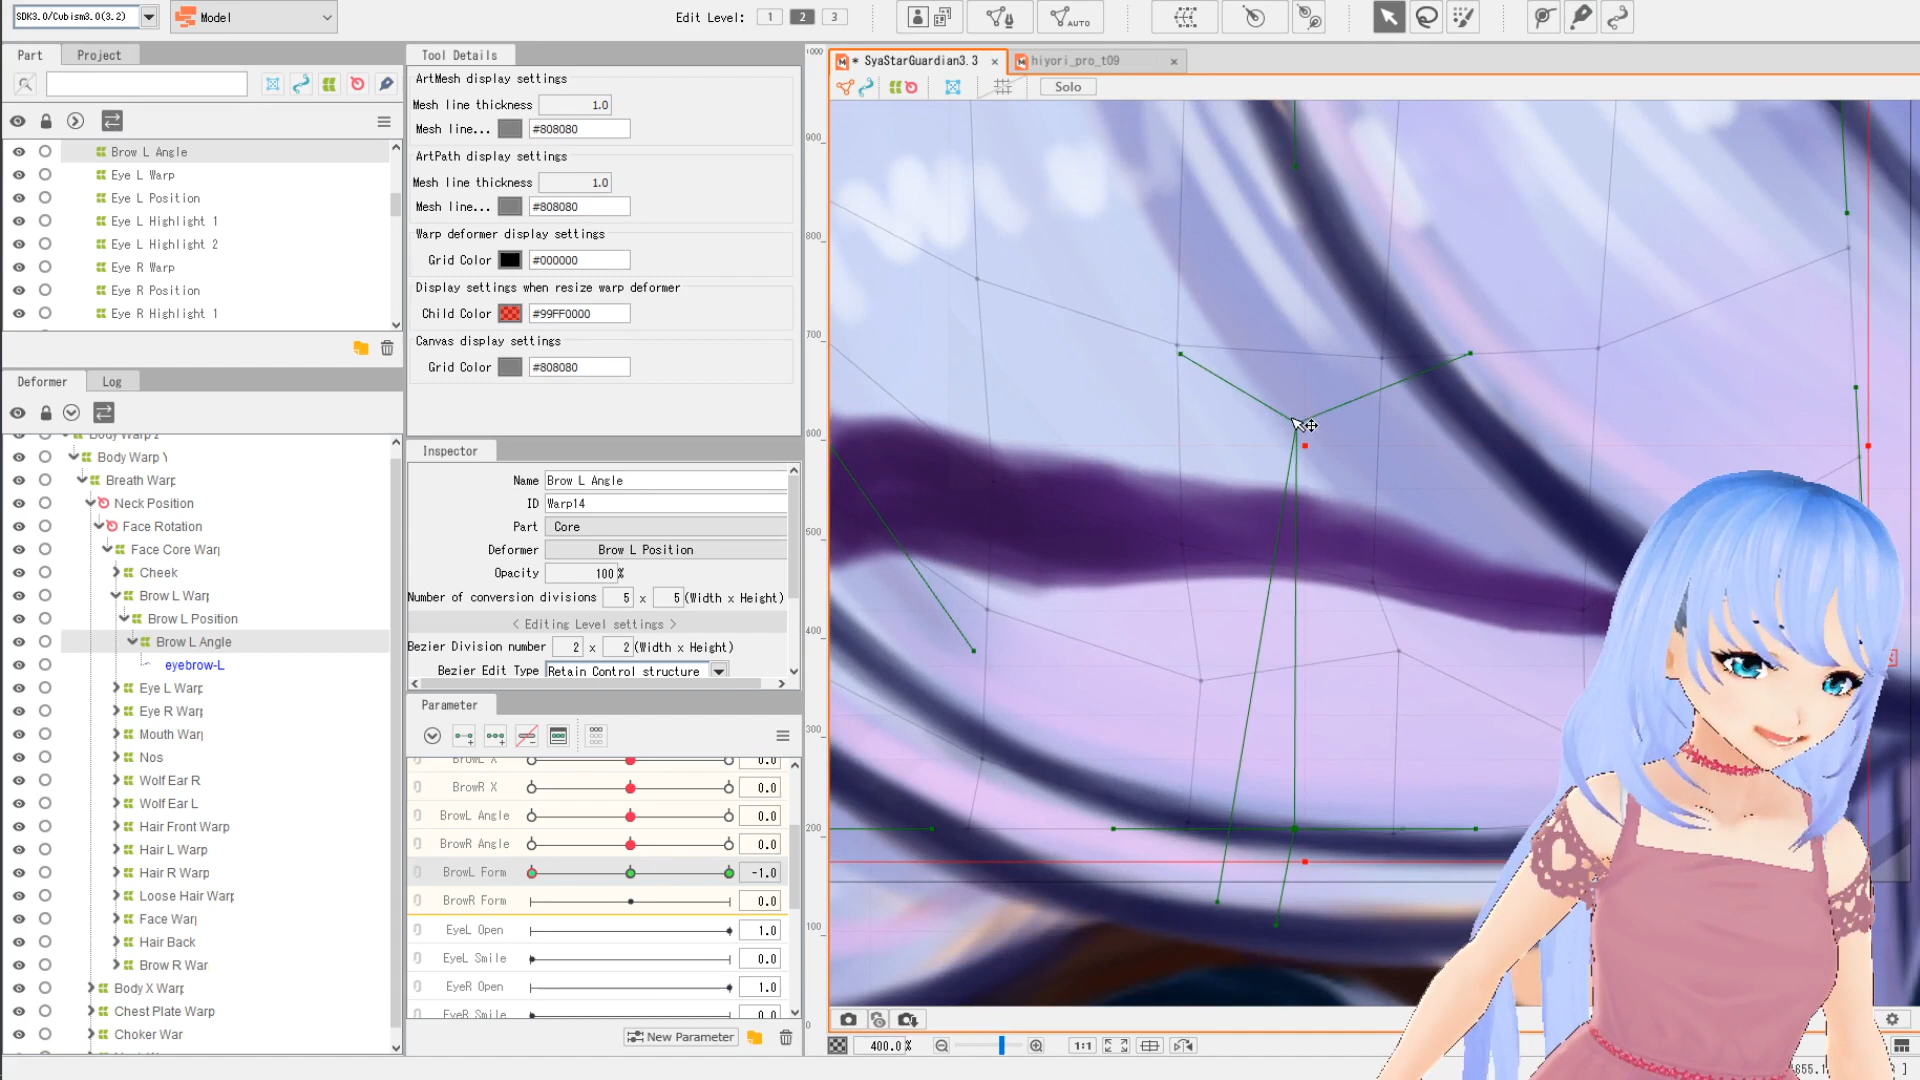 SDK3.0/Cubism3.0(3.2)
Model
Edit Level: 1 2 3
AUTO
Part
Project
Brow L Angle
Eye L Warp
Eye L Position
Eye L Highlight 1
Eye L Highlight 2
Eye R Warp
Eye R Position
Eye R Highlight 1
Deformer
Log
Body Warp Y
Breath Warp
Neck Position
Face Rotation
Face Core Warp
Cheek
Brow L Warp
Brow L Position
Brow L Angle
eyebrow-L
Eye L Warp
Eye R Warp
Mouth Warp
Nos
Wolf Ear R
Wolf Ear L
Hair Front Warp
Hair L Warp
Hair R Warp
Loose Hair Warp
Face Warp
Hair Back
Brow R War
Body X Warp
Chest Plate Warp
Choker War
Tool Details
ArtMesh display settings
Mesh line thickness 1.0
Mesh line... #808080
ArtPath display settings
Mesh line thickness 1.0
Mesh line... #808080
Warp deformer display settings
Grid Color #000000
Display settings when resize warp deformer
Child Color #99FF0000
Canvas display settings
Grid Color #808080
Inspector
Name Brow L Angle
ID Warp14
Part Core
Deformer Brow L Position
Opacity 100 %
Number of conversion divisions 5 x 5 (Width x Height)
< Editing Level settings >
Bezier Division number 2 x 2 (Width x Height)
Bezier Edit Type Retain Control structure
Parameter
BrowL X 0.0
BrowR X 0.0
BrowL Angle 0.0
BrowR Angle 0.0
BrowL Form -1.0
BrowR Form 0.0
EyeL Open 1.0
EyeL Smile 0.0
EyeR Open 1.0
EyeR Smile 0.0
New Parameter
* SyaStarGuardian3.3 ×
hiyori_pro_t09 ×
Solo
1000
900
800
700
600
500
400
300
200
100
0
400.0 %
1:1